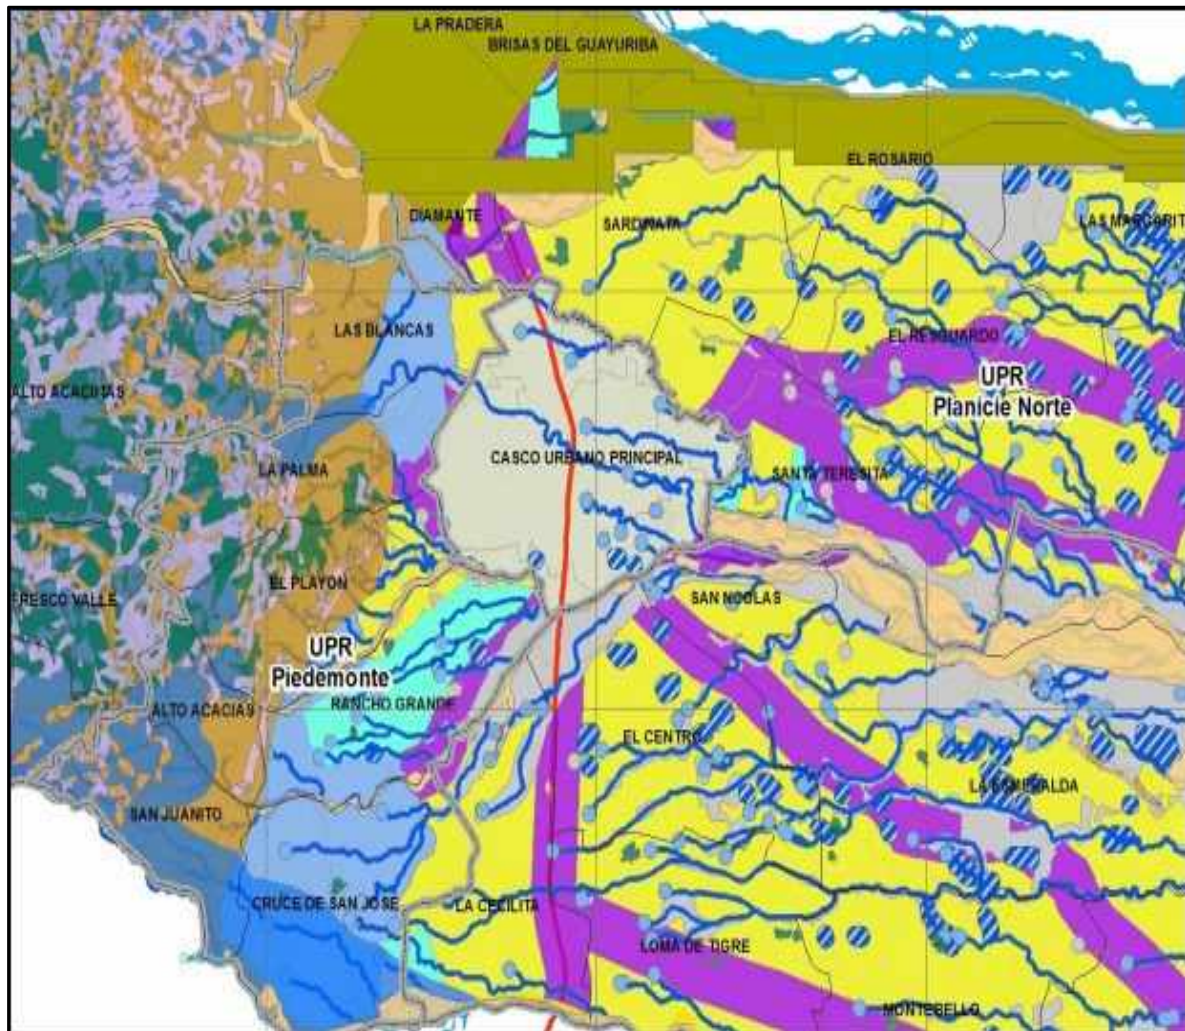 LA PRADERA
BRISAS DEL GUAYURIBA
EL ROSARIO
DIAMANTE
SARDINATA
LAS MARGARIT
LAS BLANCAS
EL RESGUARDO
ALTO ACACIITAS
UPR
Planicie Norte
CASCO URBANO PRINCIPAL
LA PALMA
SANTA TERESITA
EL PLAYON
FRESCO VALLE
SAN NCOLAS
UPR
Piedemonte
RANCHO GRANDE
ALTO ACACIAS
EL CENTRO
LA ESMERALDA
SAN JUANITO
CRUCE DE SAN JOSE
LA CECILITA
LOMA DE TIGRE
MONTEBELLO